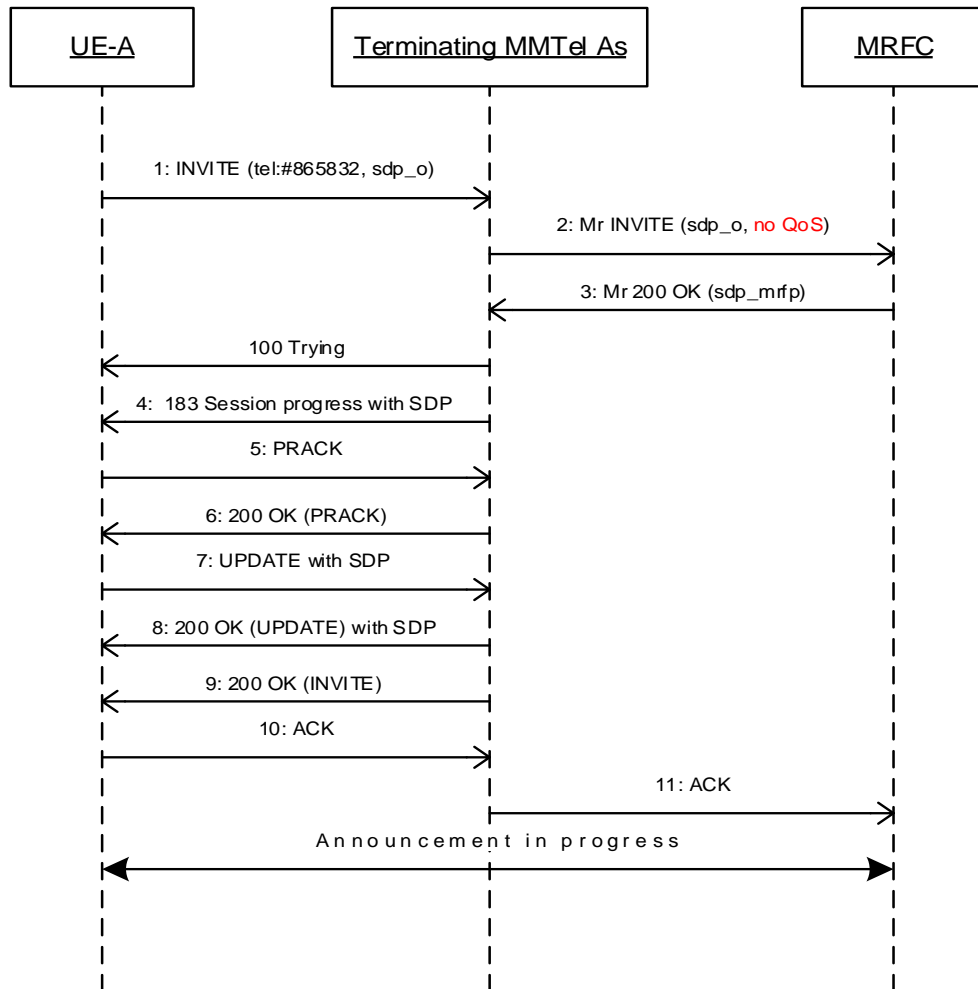 UE-A
Terminating MMTel As
MRFC
1: INVITE (tel:#865832, sdp_o)
2: Mr INVITE (sdp_o, no QoS)
3: Mr 200 OK (sdp_mrfp)
100 Trying
4: 183 Session progress with SDP
5: PRACK
6: 200 OK (PRACK)
7: UPDATE with SDP
8: 200 OK (UPDATE) with SDP
9: 200 OK (INVITE)
10: ACK
11: ACK
Announcement in progress